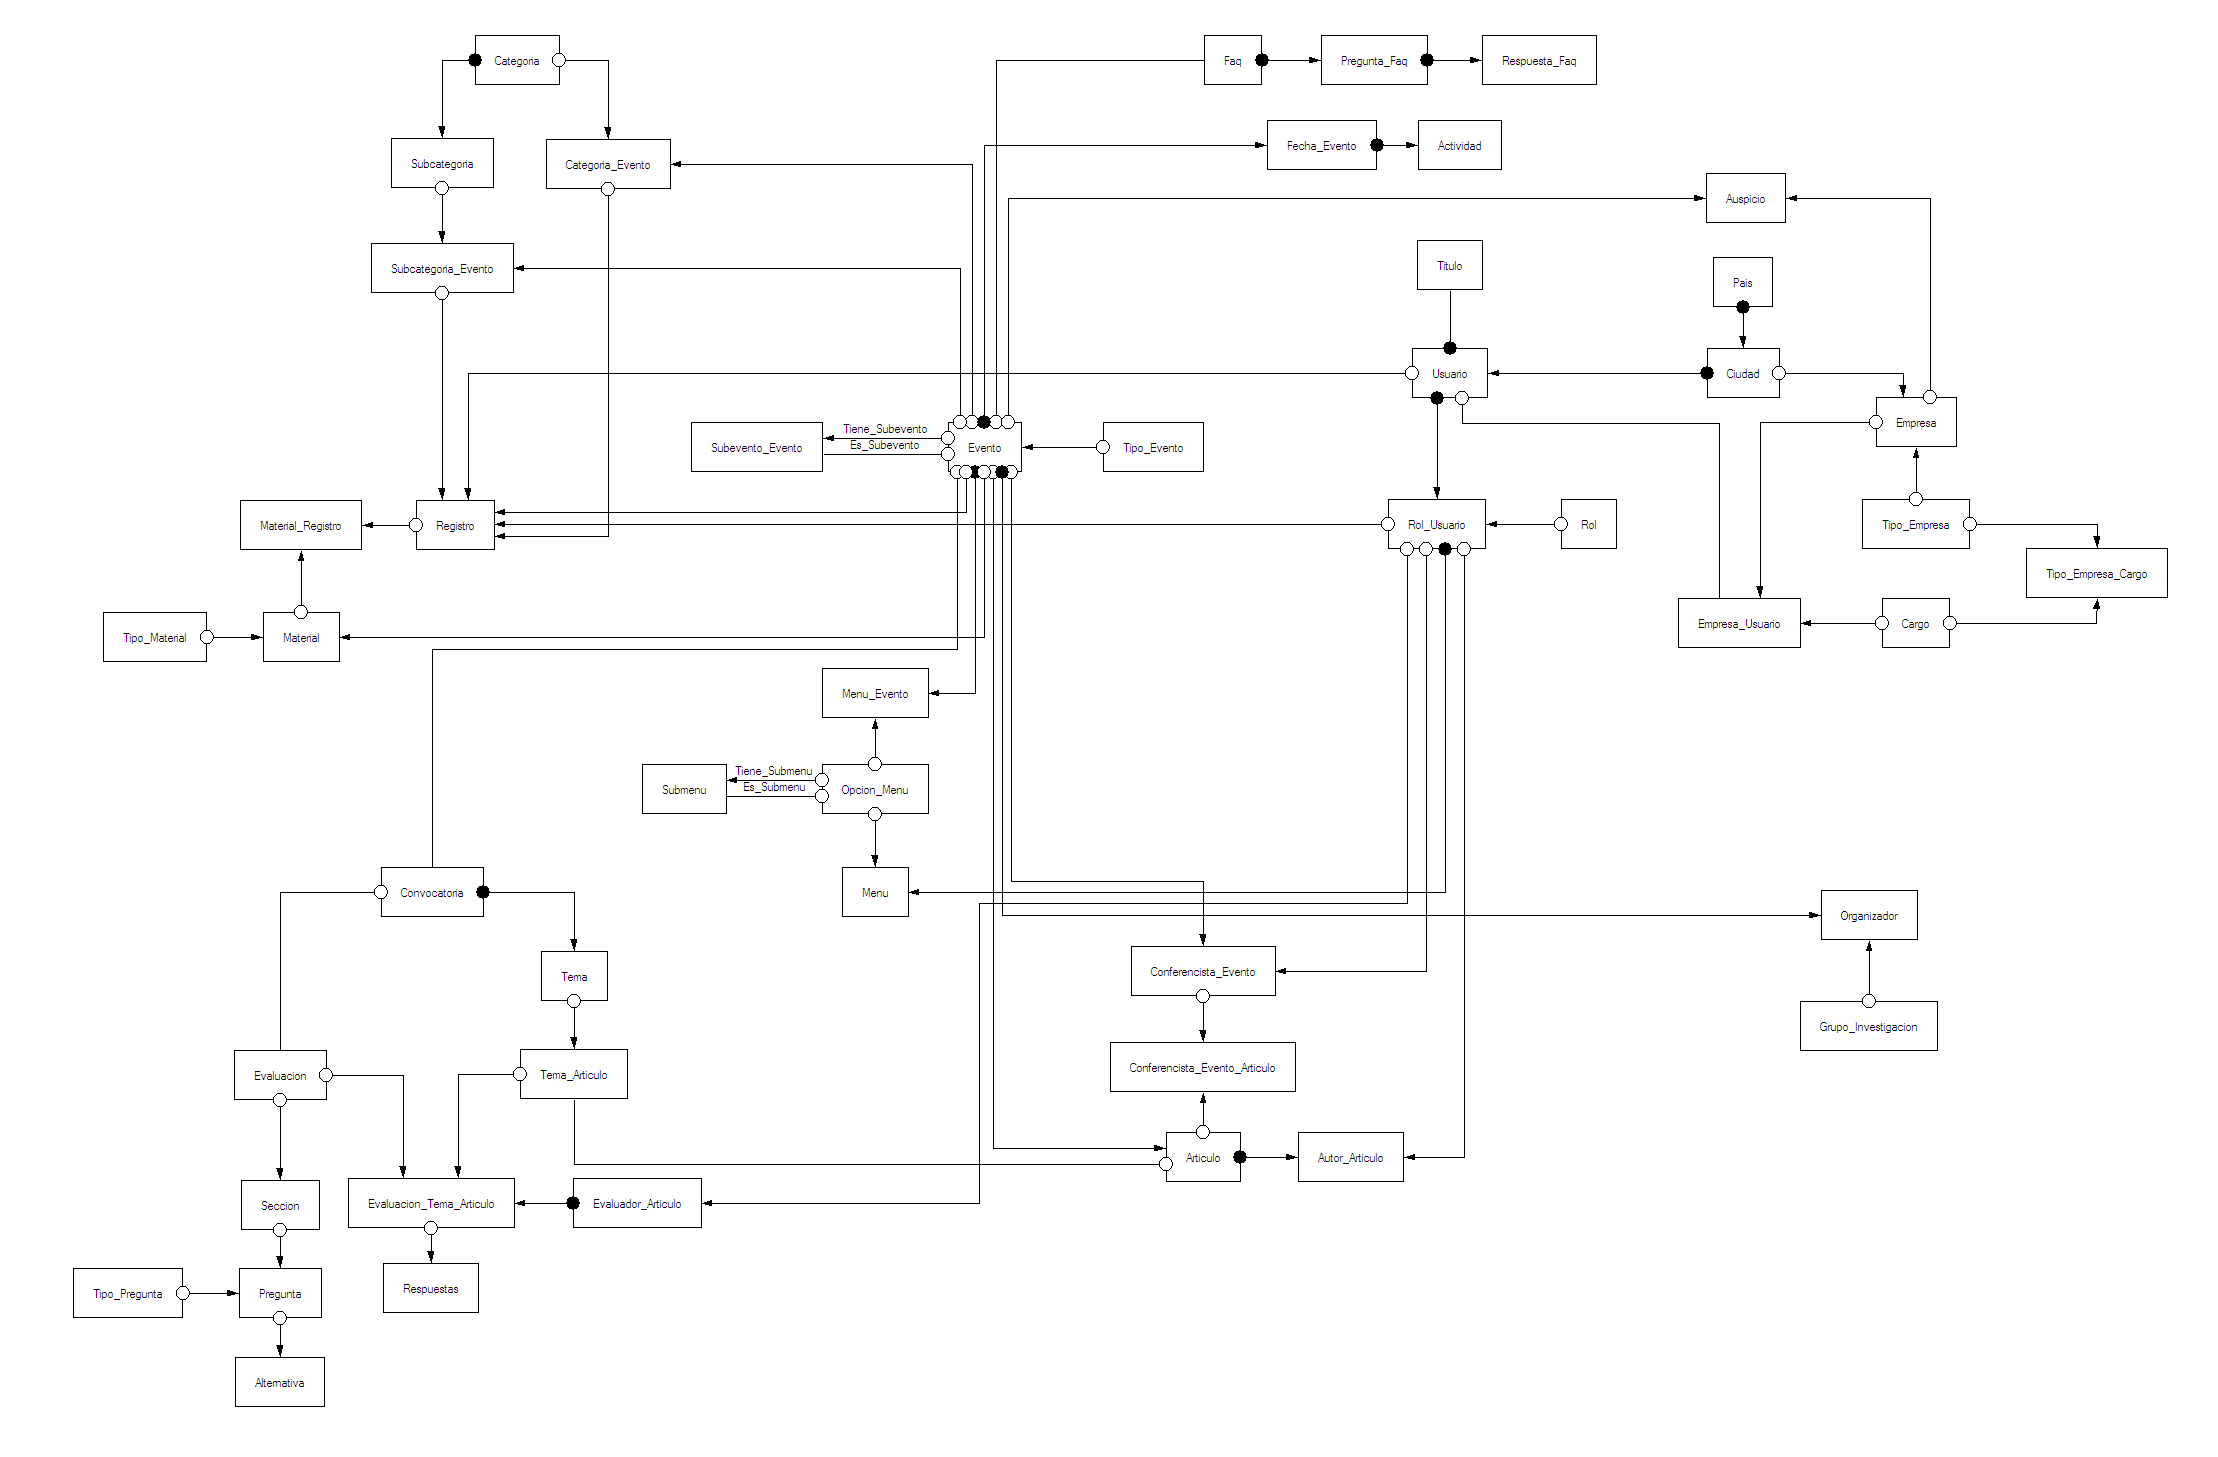 Categoria
Faq
Pregunta_Faq
Respuesta_Faq
Fecha_Evento
Actividad
Subcategoria
Categoria_Evento
Auspicio
Subcategoria_Evento
Titulo
Pais
Usuario
Ciudad
Empresa
Tiene_Subevento
Es_Subevento
Subevento_Evento
Evento
Tipo_Evento
Material_Registro
Registro
Rol_Usuario
Rol
Tipo_Empresa
Tipo_Empresa_Cargo
Tipo_Material
Material
Empresa_Usuario
Cargo
Menu_Evento
Tiene_Submenu
Es_Submenu
Submenu
Opcion_Menu
Convocatoria
Menu
Organizador
Tema
Conferencista_Evento
Grupo_Investigacion
Evaluacion
Tema_Articulo
Conferencista_Evento_Articulo
Articulo
Autor_Articulo
Seccion
Evaluacion_Tema_Articulo
Evaluador_Articulo
Tipo_Pregunta
Pregunta
Respuestas
Alternativa